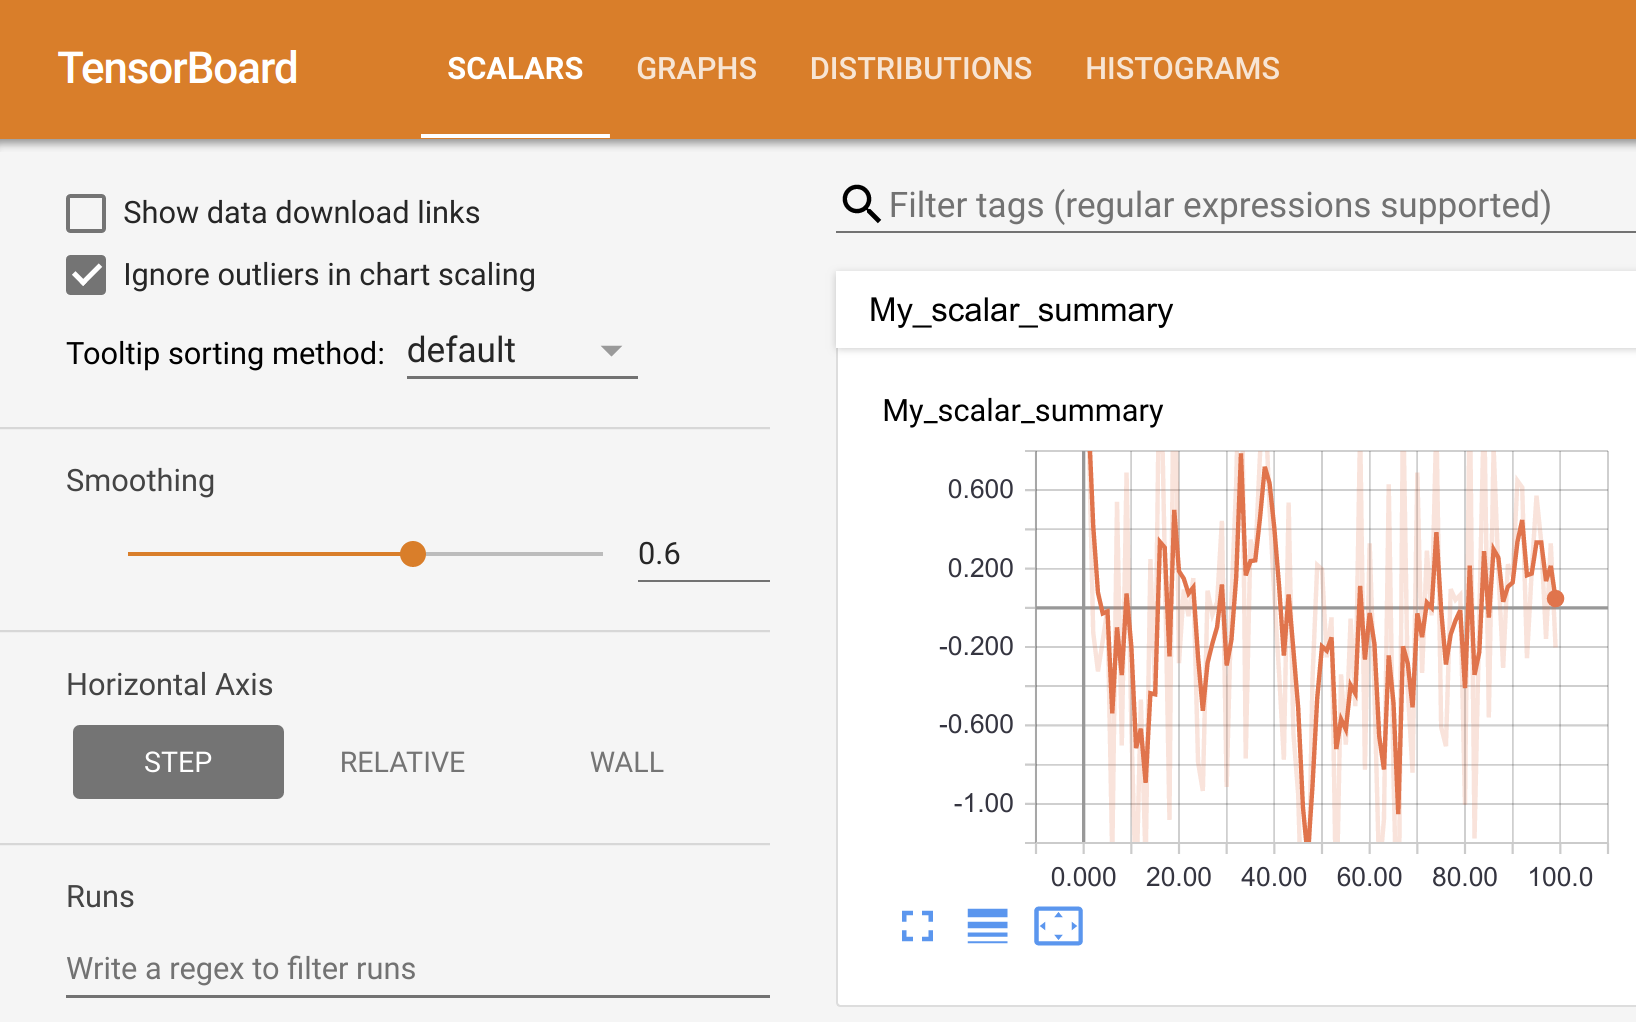 TensorBoard SCALARS GRAPHS DISTRIBUTIONS HISTOGRAMS
Show data download links
Ignore outliers in chart scaling
Tooltip sorting method: default
Smoothing
0.6
Horizontal Axis
STEP RELATIVE WALL
Runs
Write a regex to filter runs
Filter tags (regular expressions supported)
My_scalar_summary
My_scalar_summary
0.600
0.200
-0.200
-0.600
-1.00
0.000 20.00 40.00 60.00 80.00 100.0